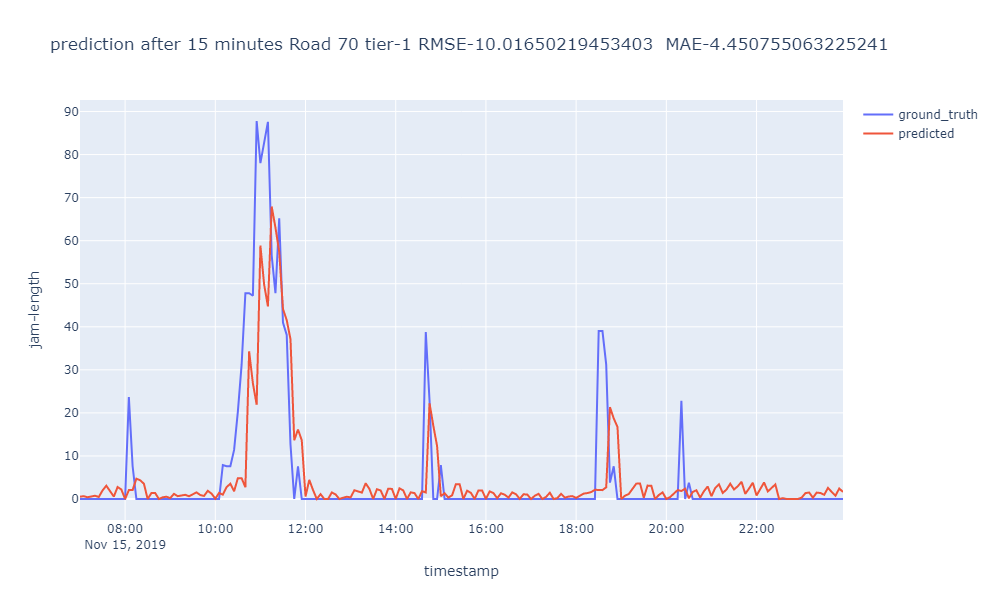 prediction after 15 minutes Road 70 tier-1 RMSE-10.01650219453403  MAE-4.450755063225241
ground_truth
predicted
90
80
70
60
50
40
30
20
10
0
jam-length
08:00 10:00 12:00 14:00 16:00 18:00 20:00 22:00
Nov 15, 2019
timestamp